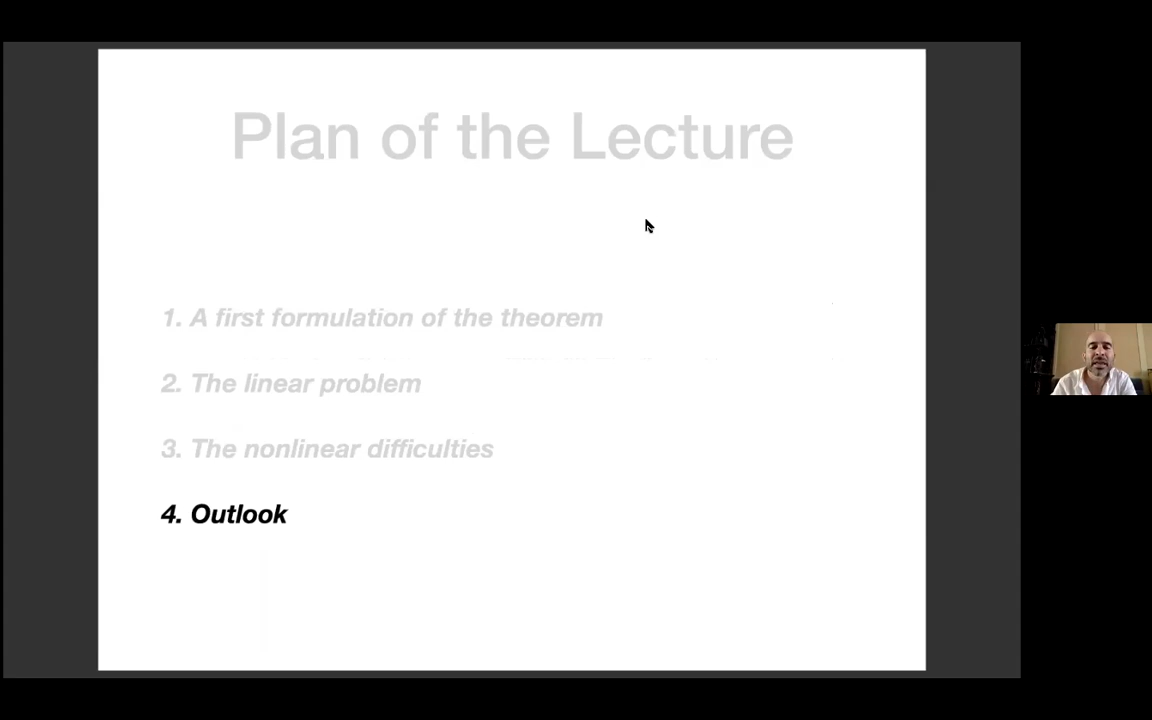 Plan of the Lecture
1. A first formulation of the theorem
2. The linear problem
3. The nonlinear difficulties
4. Outlook